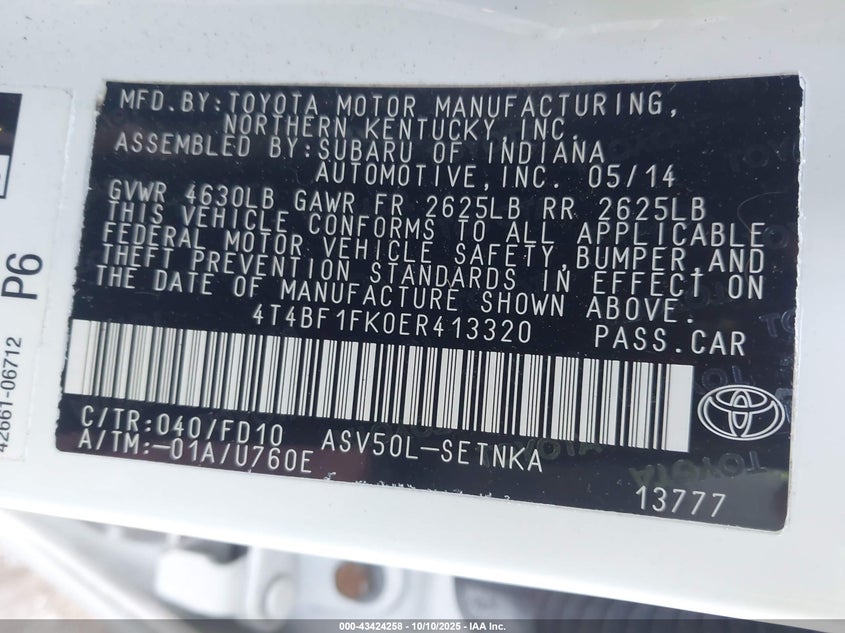 MFD.BY:TOYOTA MOTOR MANUFACTURING,
NORTHERN KENTUCKY INC.
ASSEMBLED BY:SUBARU OF INDIANA
AUTOMOTIVE,INC. 05/14
GVWR 4630LB GAWR FR 2625LB RR 2625LB
THIS VEHICLE CONFORMS TO ALL APPLICABLE
FEDERAL MOTOR VEHICLE SAFETY,BUMPER,AND
THEFT PREVENTION STANDARDS IN EFFECT ON
THE DATE OF MANUFACTURE SHOWN ABOVE.
4T4BF1FK0ER413320 PASS.CAR
C/TR:040/FD10 ASV50L-SETNKA
A/TM:-01A/U760E
13777
P6
42661-06712
000-43424258 - 10/10/2025 - IAA Inc.